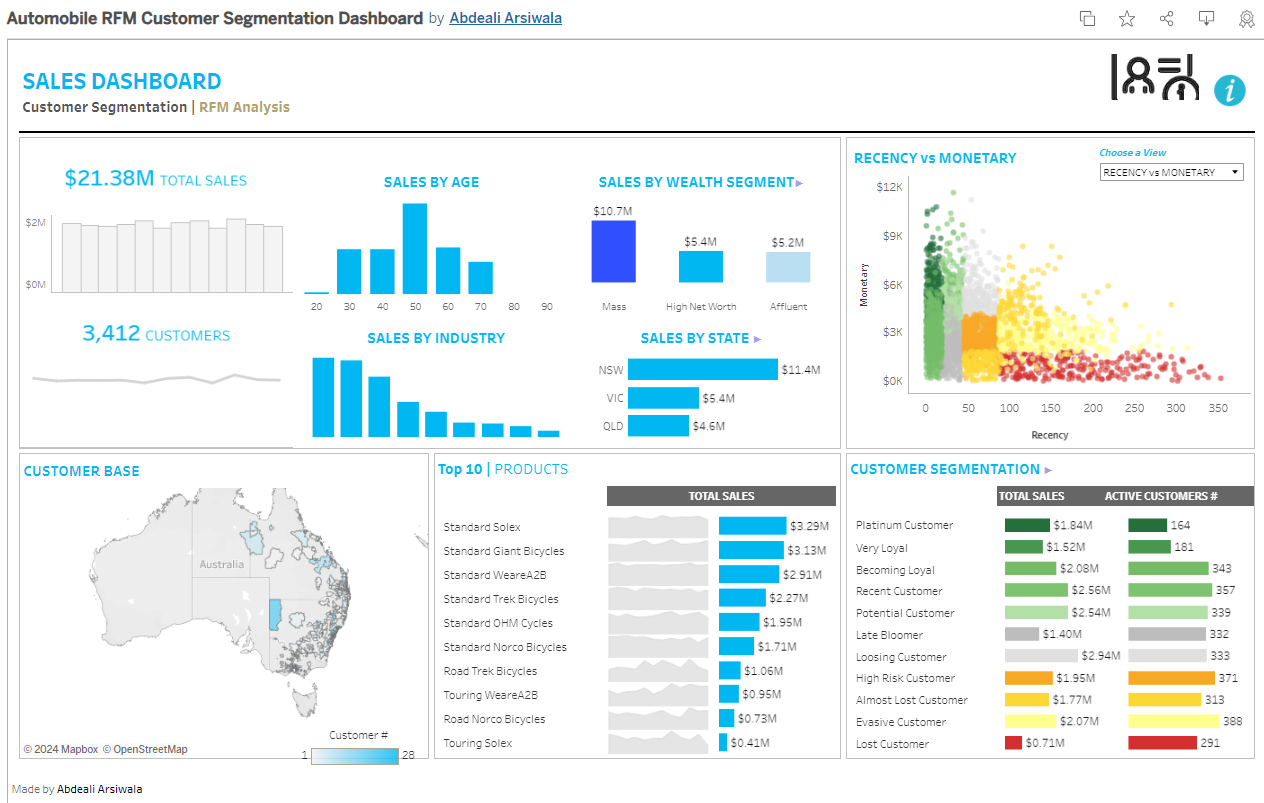 Automobile RFM Customer Segmentation Dashboard by Abdeali Arsiwala
SALES DASHBOARD
Customer Segmentation | RFM Analysis
i
$21.38M TOTAL SALES
$2M
$0M
3,412 CUSTOMERS
SALES BY AGE
20 30 40 50 60 70 80 90
SALES BY INDUSTRY
SALES BY WEALTH SEGMENT▶
$10.7M
$5.4M
$5.2M
Mass High Net Worth Affluent
SALES BY STATE ▶
NSW $11.4M
VIC $5.4M
QLD $4.6M
RECENCY vs MONETARY
Choose a View
RECENCY vs MONETARY
$12K
$9K
$6K
$3K
$0K
Monetary
0 50 100 150 200 250 300 350
Recency
CUSTOMER BASE
Australia
© 2024 Mapbox © OpenStreetMap
Customer #
1 28
Top 10 | PRODUCTS
TOTAL SALES
Standard Solex $3.29M
Standard Giant Bicycles $3.13M
Standard WeareA2B $2.91M
Standard Trek Bicycles $2.27M
Standard OHM Cycles $1.95M
Standard Norco Bicycles $1.71M
Road Trek Bicycles $1.06M
Touring WeareA2B $0.95M
Road Norco Bicycles $0.73M
Touring Solex $0.41M
CUSTOMER SEGMENTATION ▶
TOTAL SALES ACTIVE CUSTOMERS #
Platinum Customer $1.84M 164
Very Loyal $1.52M 181
Becoming Loyal $2.08M 343
Recent Customer $2.56M 357
Potential Customer $2.54M 339
Late Bloomer $1.40M 332
Loosing Customer $2.94M 333
High Risk Customer $1.95M 371
Almost Lost Customer $1.77M 313
Evasive Customer $2.07M 388
Lost Customer $0.71M 291
Made by Abdeali Arsiwala